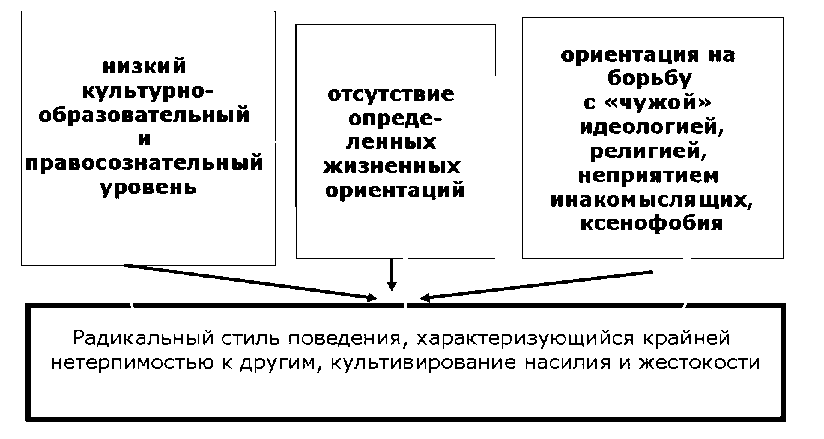 низкий
культурно-
образовательный
и
правосознательный
уровень
отсутствие
опреде-
ленных
жизненных
ориентаций
ориентация на
борьбу
с «чужой»
идеологией,
религией,
неприятием
инакомыслящих,
ксенофобия
Радикальный стиль поведения, характеризующийся крайней
нетерпимостью к другим, культивирование насилия и жестокости